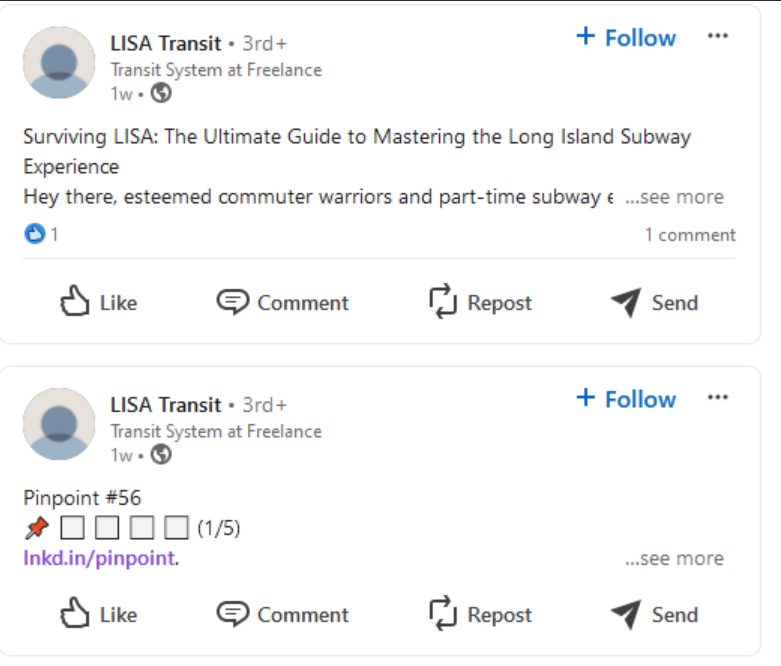 LISA Transit • 3rd+
+ Follow ...
Transit System at Freelance
1w •
Surviving LISA: The Ultimate Guide to Mastering the Long Island Subway
Experience
Hey there, esteemed commuter warriors and part-time subway ...see more
1
1 comment
Like Comment Repost Send
LISA Transit • 3rd+
+ Follow ...
Transit System at Freelance
1w •
Pinpoint #56
📌 ⬜ ⬜ ⬜ ⬜ (1/5)
lnkd.in/pinpoint.
...see more
Like Comment Repost Send